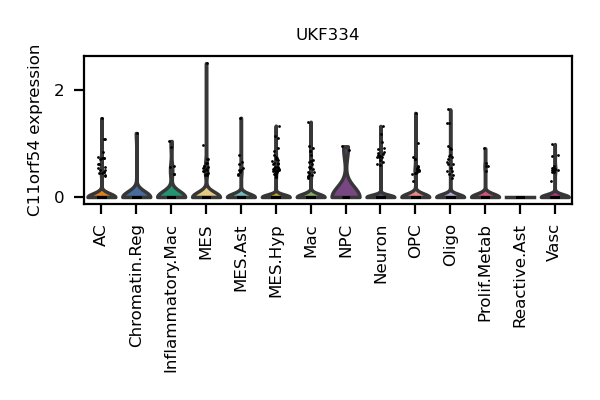 UKF334
C11orf54 expression
2
0
AC
Chromatin.Reg
Inflammatory.Mac
MES
MES.Ast
MES.Hyp
Mac
NPC
Neuron
OPC
Oligo
Prolif.Metab
Reactive.Ast
Vasc